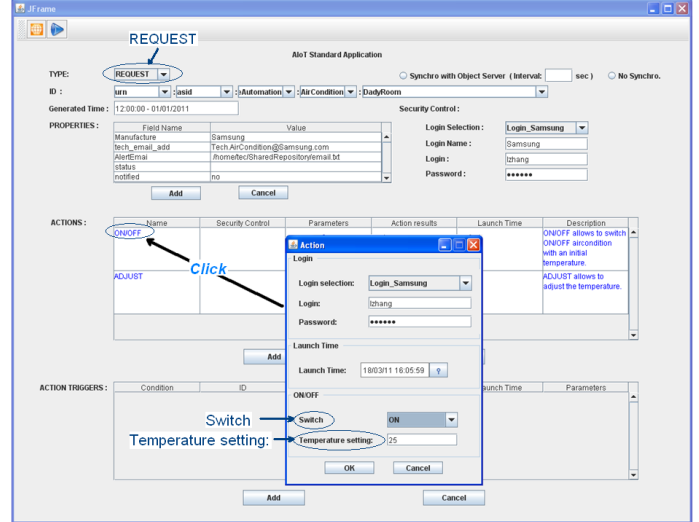 JFrame
REQUEST
AIoT Standard Application
TYPE: REQUEST Synchro with Object Server ( Interval: sec ) No Synchro.
ID : urn : asid : Automation : AirCondition : DadyRoom
Generated Time : 12:00:00 - 01/01/2011 Security Control :
PROPERTIES : Field Name Value
Manufacture Samsung
tech_email_add Tech.AirCondition@Samsung.com
AlertEmai /home/tec/SharedRepository/email.txt
status
notified no
Login Selection : Login_Samsung
Login Name : Samsung
Login : lzhang
Password : ••••••
Add Cancel
ACTIONS : Name Security Control Parameters Action results Launch Time Description
ON/OFF
ON/OFF allows to switch
ON/OFF aircondition
with an initial
temperature.
ADJUST
ADJUST allows to
adjust the temperature.
Click
Add
Action
Login
Login selection: Login_Samsung
Login: lzhang
Password: ••••••
Launch Time
Launch Time: 18/03/11 16:05:59 ?
ON/OFF
Switch Switch ON
Temperature setting: Temperature setting: 25
OK Cancel
ACTION TRIGGERS : Condition ID aunch Time Parameters
Add Cancel